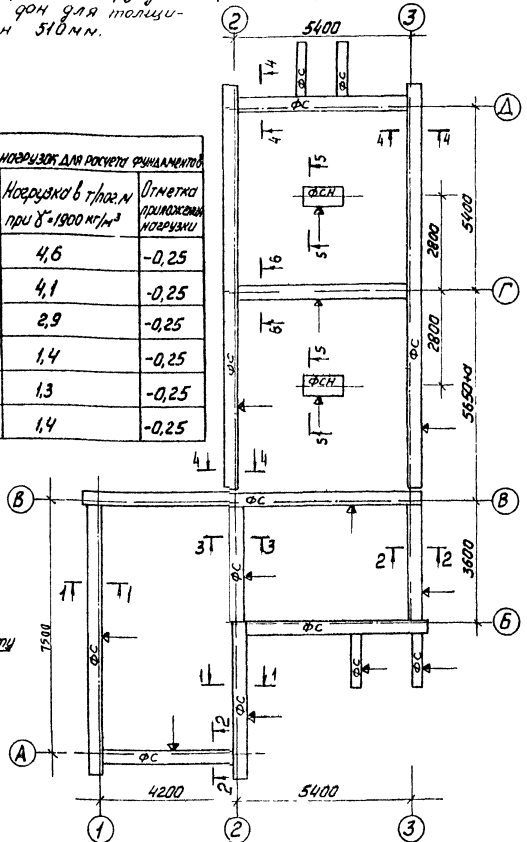 дан для толщи-
н 510мм.
нагрузок для расчета фундаментов
Нагрузка в т/пог.м
при γ=1900 кг/м³
Отметка
приложения
нагрузки
4,6 -0,25
4,1 -0,25
2,9 -0,25
1,4 -0,25
1,3 -0,25
1,4 -0,25
2 3
5400
фс фс
4
фс
Д
4
4 4
5
фсн
5
5400
2800
6
Г
6
5
фсн
5
фс
фс
2800
5650+а
4 4
В фс В
3 3
фс
2 2
3600
1 1
Б
фс
7500
фс
1 1
фс фс
2
А
фс
2
4200 5400
1 2 3